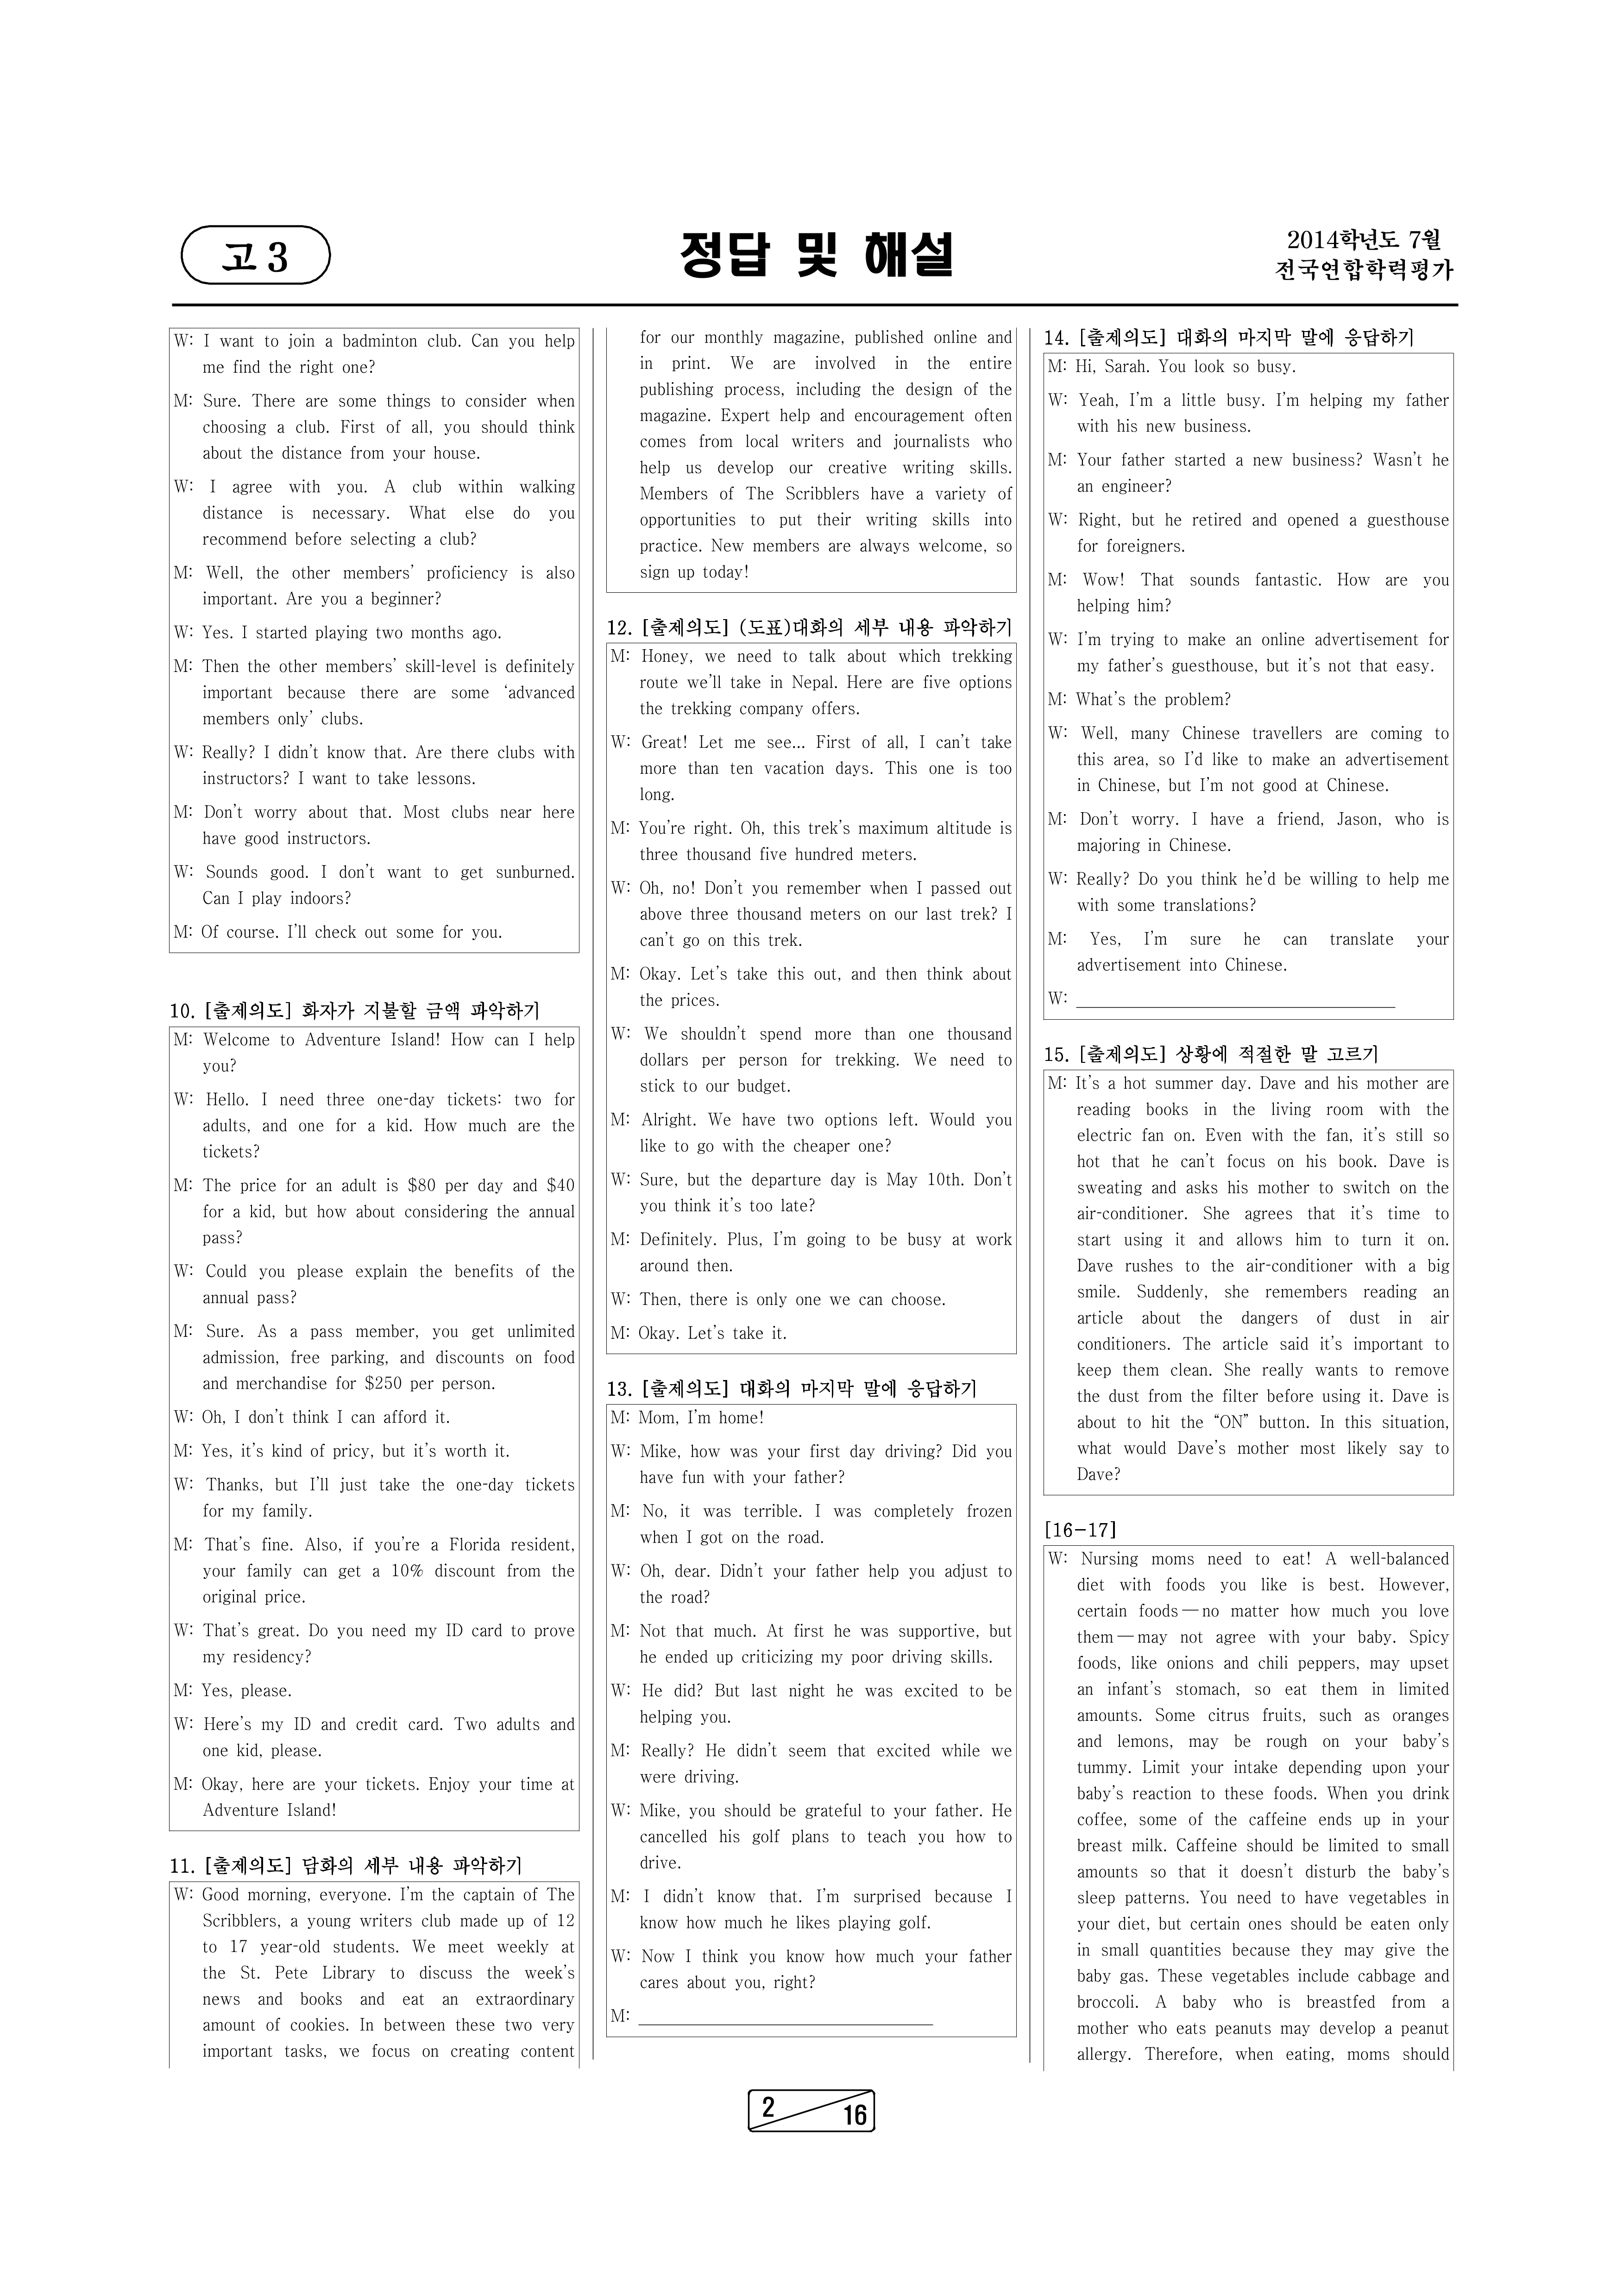 고 3
정답 및 해설
2014학년도 7월
전국연합학력평가
W: I want to join a badminton club. Can you help
me find the right one?
M: Sure. There are some things to consider when
choosing a club. First of all, you should think
about the distance from your house.
W: I agree with you. A club within walking
distance is necessary. What else do you
recommend before selecting a club?
M: Well, the other members' proficiency is also
important. Are you a beginner?
W: Yes. I started playing two months ago.
M: Then the other members' skill-level is definitely
important because there are some 'advanced
members only' clubs.
W: Really? I didn't know that. Are there clubs with
instructors? I want to take lessons.
M: Don't worry about that. Most clubs near here
have good instructors.
W: Sounds good. I don't want to get sunburned.
Can I play indoors?
M: Of course. I'll check out some for you.
10. [출제의도] 화자가 지불할 금액 파악하기
M: Welcome to Adventure Island! How can I help
you?
W: Hello. I need three one-day tickets: two for
adults, and one for a kid. How much are the
tickets?
M: The price for an adult is $80 per day and $40
for a kid, but how about considering the annual
pass?
W: Could you please explain the benefits of the
annual pass?
M: Sure. As a pass member, you get unlimited
admission, free parking, and discounts on food
and merchandise for $250 per person.
W: Oh, I don't think I can afford it.
M: Yes, it's kind of pricy, but it's worth it.
W: Thanks, but I'll just take the one-day tickets
for my family.
M: That's fine. Also, if you're a Florida resident,
your family can get a 10% discount from the
original price.
W: That's great. Do you need my ID card to prove
my residency?
M: Yes, please.
W: Here's my ID and credit card. Two adults and
one kid, please.
M: Okay, here are your tickets. Enjoy your time at
Adventure Island!
11. [출제의도] 담화의 세부 내용 파악하기
W: Good morning, everyone. I'm the captain of The
Scribblers, a young writers club made up of 12
to 17 year-old students. We meet weekly at
the St. Pete Library to discuss the week's
news and books and eat an extraordinary
amount of cookies. In between these two very
important tasks, we focus on creating content
for our monthly magazine, published online and
in print. We are involved in the entire
publishing process, including the design of the
magazine. Expert help and encouragement often
comes from local writers and journalists who
help us develop our creative writing skills.
Members of The Scribblers have a variety of
opportunities to put their writing skills into
practice. New members are always welcome, so
sign up today!
12. [출제의도] (도표)대화의 세부 내용 파악하기
M: Honey, we need to talk about which trekking
route we'll take in Nepal. Here are five options
the trekking company offers.
W: Great! Let me see... First of all, I can't take
more than ten vacation days. This one is too
long.
M: You're right. Oh, this trek's maximum altitude is
three thousand five hundred meters.
W: Oh, no! Don't you remember when I passed out
above three thousand meters on our last trek? I
can't go on this trek.
M: Okay. Let's take this out, and then think about
the prices.
W: We shouldn't spend more than one thousand
dollars per person for trekking. We need to
stick to our budget.
M: Alright. We have two options left. Would you
like to go with the cheaper one?
W: Sure, but the departure day is May 10th. Don't
you think it's too late?
M: Definitely. Plus, I'm going to be busy at work
around then.
W: Then, there is only one we can choose.
M: Okay. Let's take it.
13. [출제의도] 대화의 마지막 말에 응답하기
M: Mom, I'm home!
W: Mike, how was your first day driving? Did you
have fun with your father?
M: No, it was terrible. I was completely frozen
when I got on the road.
W: Oh, dear. Didn't your father help you adjust to
the road?
M: Not that much. At first he was supportive, but
he ended up criticizing my poor driving skills.
W: He did? But last night he was excited to be
helping you.
M: Really? He didn't seem that excited while we
were driving.
W: Mike, you should be grateful to your father. He
cancelled his golf plans to teach you how to
drive.
M: I didn't know that. I'm surprised because I
know how much he likes playing golf.
W: Now I think you know how much your father
cares about you, right?
M:
14. [출제의도] 대화의 마지막 말에 응답하기
M: Hi, Sarah. You look so busy.
W: Yeah, I'm a little busy. I'm helping my father
with his new business.
M: Your father started a new business? Wasn't he
an engineer?
W: Right, but he retired and opened a guesthouse
for foreigners.
M: Wow! That sounds fantastic. How are you
helping him?
W: I'm trying to make an online advertisement for
my father's guesthouse, but it's not that easy.
M: What's the problem?
W: Well, many Chinese travellers are coming to
this area, so I'd like to make an advertisement
in Chinese, but I'm not good at Chinese.
M: Don't worry. I have a friend, Jason, who is
majoring in Chinese.
W: Really? Do you think he'd be willing to help me
with some translations?
M: Yes, I'm sure he can translate your
advertisement into Chinese.
W:
15. [출제의도] 상황에 적절한 말 고르기
M: It's a hot summer day. Dave and his mother are
reading books in the living room with the
electric fan on. Even with the fan, it's still so
hot that he can't focus on his book. Dave is
sweating and asks his mother to switch on the
air-conditioner. She agrees that it's time to
start using it and allows him to turn it on.
Dave rushes to the air-conditioner with a big
smile. Suddenly, she remembers reading an
article about the dangers of dust in air
conditioners. The article said it's important to
keep them clean. She really wants to remove
the dust from the filter before using it. Dave is
about to hit the "ON" button. In this situation,
what would Dave's mother most likely say to
Dave?
[16-17]
W: Nursing moms need to eat! A well-balanced
diet with foods you like is best. However,
certain foods—no matter how much you love
them—may not agree with your baby. Spicy
foods, like onions and chili peppers, may upset
an infant's stomach, so eat them in limited
amounts. Some citrus fruits, such as oranges
and lemons, may be rough on your baby's
tummy. Limit your intake depending upon your
baby's reaction to these foods. When you drink
coffee, some of the caffeine ends up in your
breast milk. Caffeine should be limited to small
amounts so that it doesn't disturb the baby's
sleep patterns. You need to have vegetables in
your diet, but certain ones should be eaten only
in small quantities because they may give the
baby gas. These vegetables include cabbage and
broccoli. A baby who is breastfed from a
mother who eats peanuts may develop a peanut
allergy. Therefore, when eating, moms should
2
16